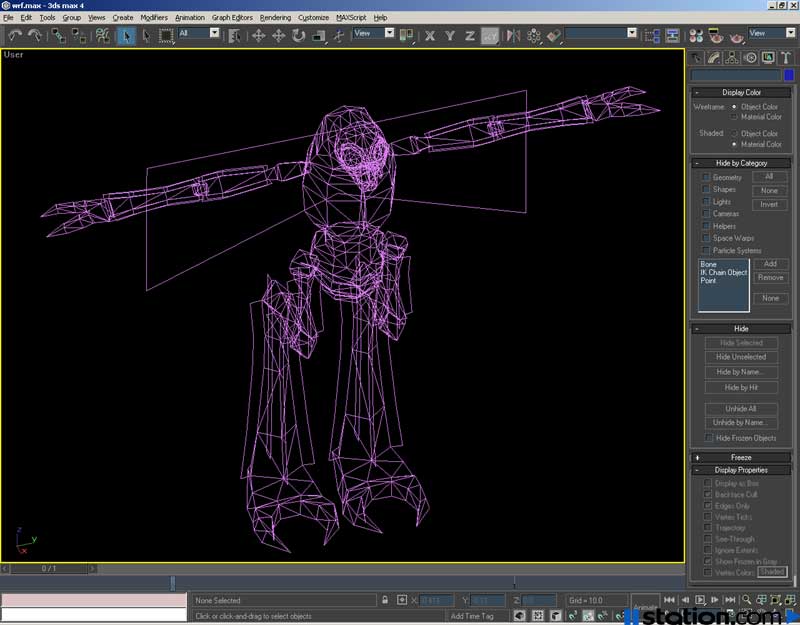 wrf.max - 3ds max 4
File Edit Tools Group Views Create Modifiers Animation Graph Editors Rendering Customize MAXScript Help
All
View
X Y Z XY
View
User
Display Color
Wireframe: Object Color
Material Color
Shaded: Object Color
Material Color
Hide by Category
Geometry All
Shapes None
Lights Invert
Cameras
Helpers
Space Warps
Particle Systems
Bone Add
IK Chain Object Remove
Point
None
Hide
Hide Selected
Hide Unselected
Hide by Name...
Hide by Hit
Unhide All
Unhide by Name...
Hide Frozen Objects
Freeze
Display Properties
Display as Box
Backface Cull
Edges Only
Vertex Ticks
Trajectory
See-Through
Ignore Extents
Show Frozen in Gray
Vertex Colors Shaded
z
y
x
0 / 1
None Selected X: Y: Z: Grid = 10.0 Animate
Click or click-and-drag to select objects Add Time Tag
station.com